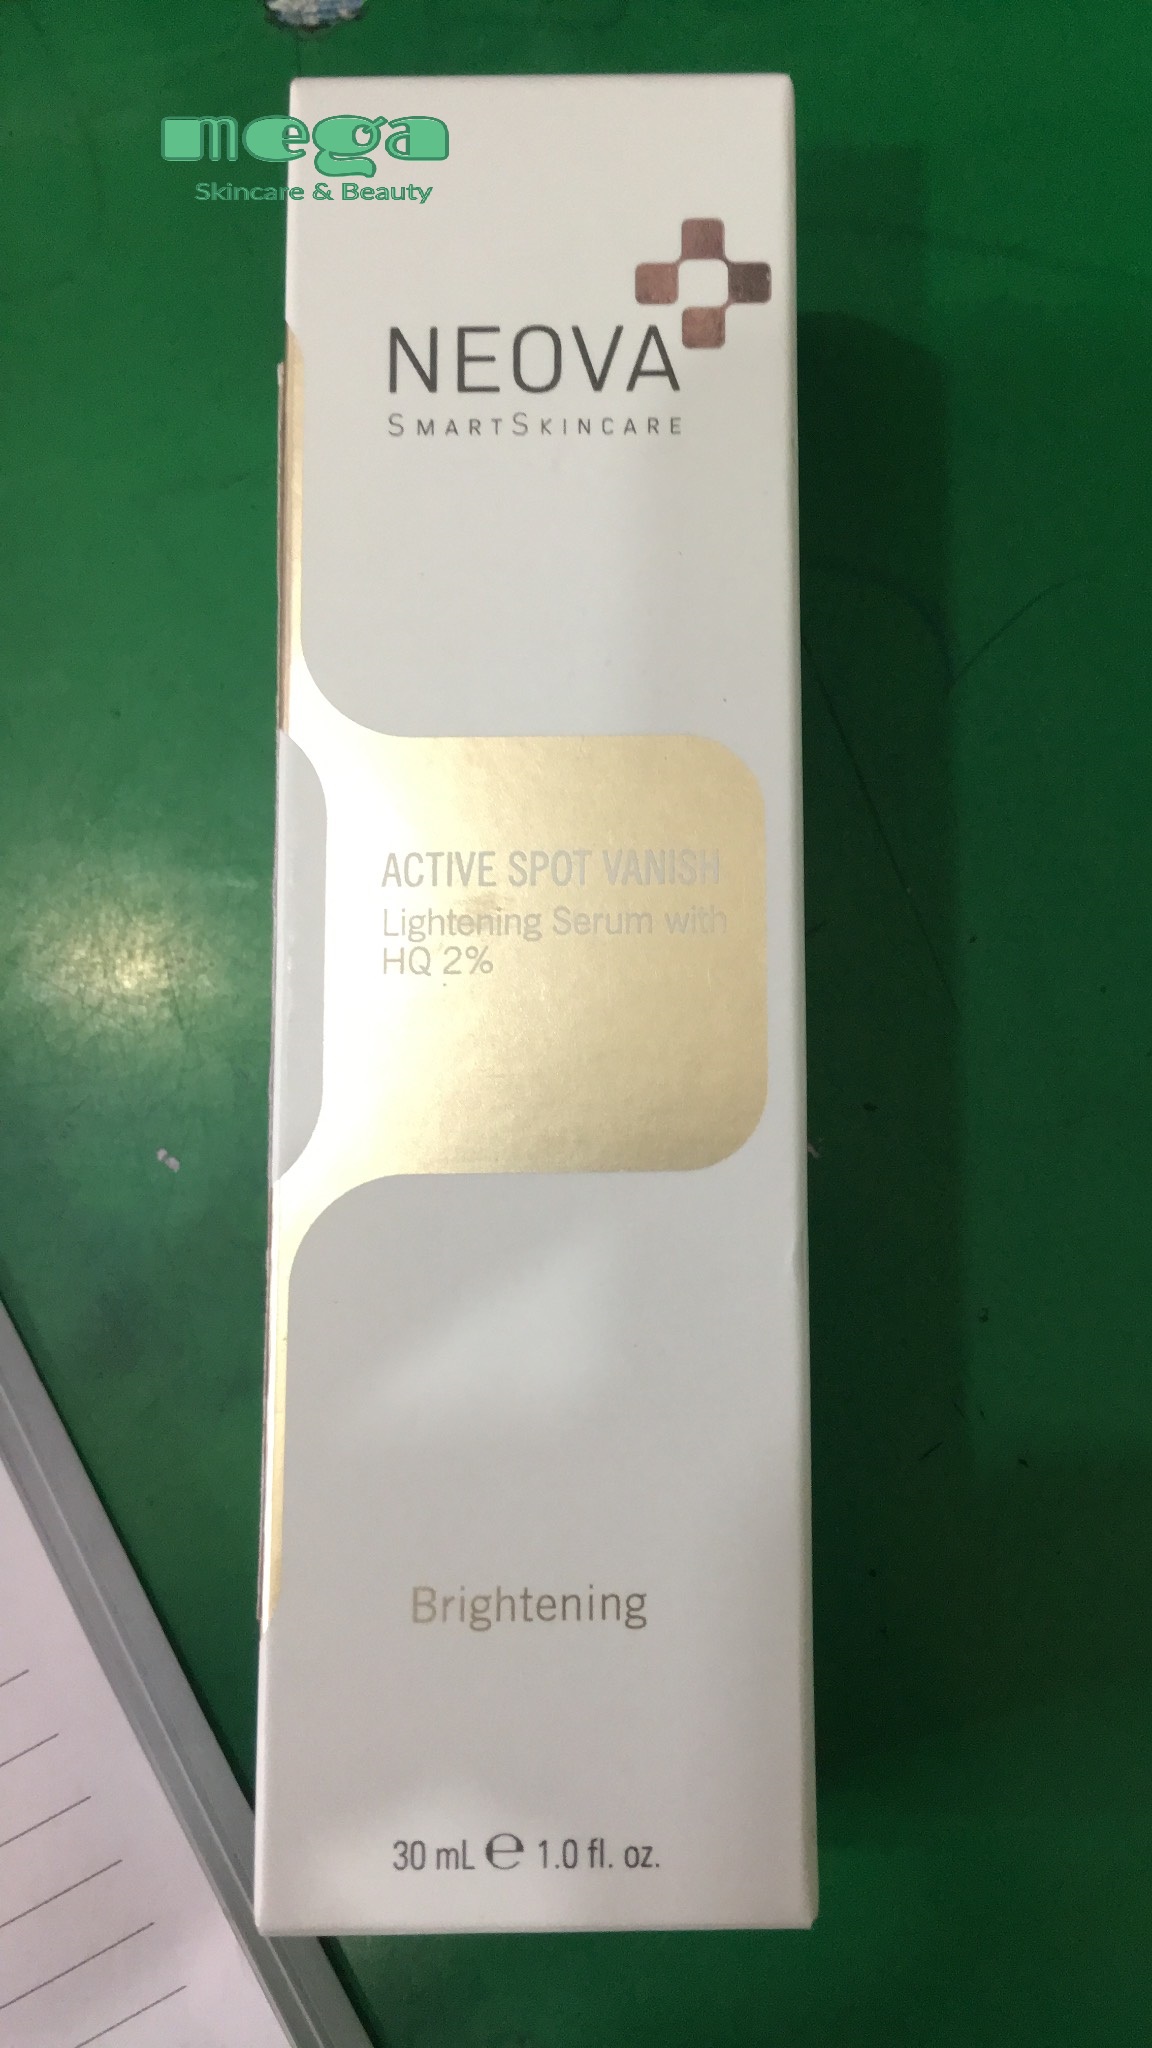 mega
Skincare & Beauty
NEOVA
SMARTSKINCARE
ACTIVE SPOT VANISH
Lightening Serum with
HQ 2%
Brightening
30 mL ℮ 1.0 fl. oz.